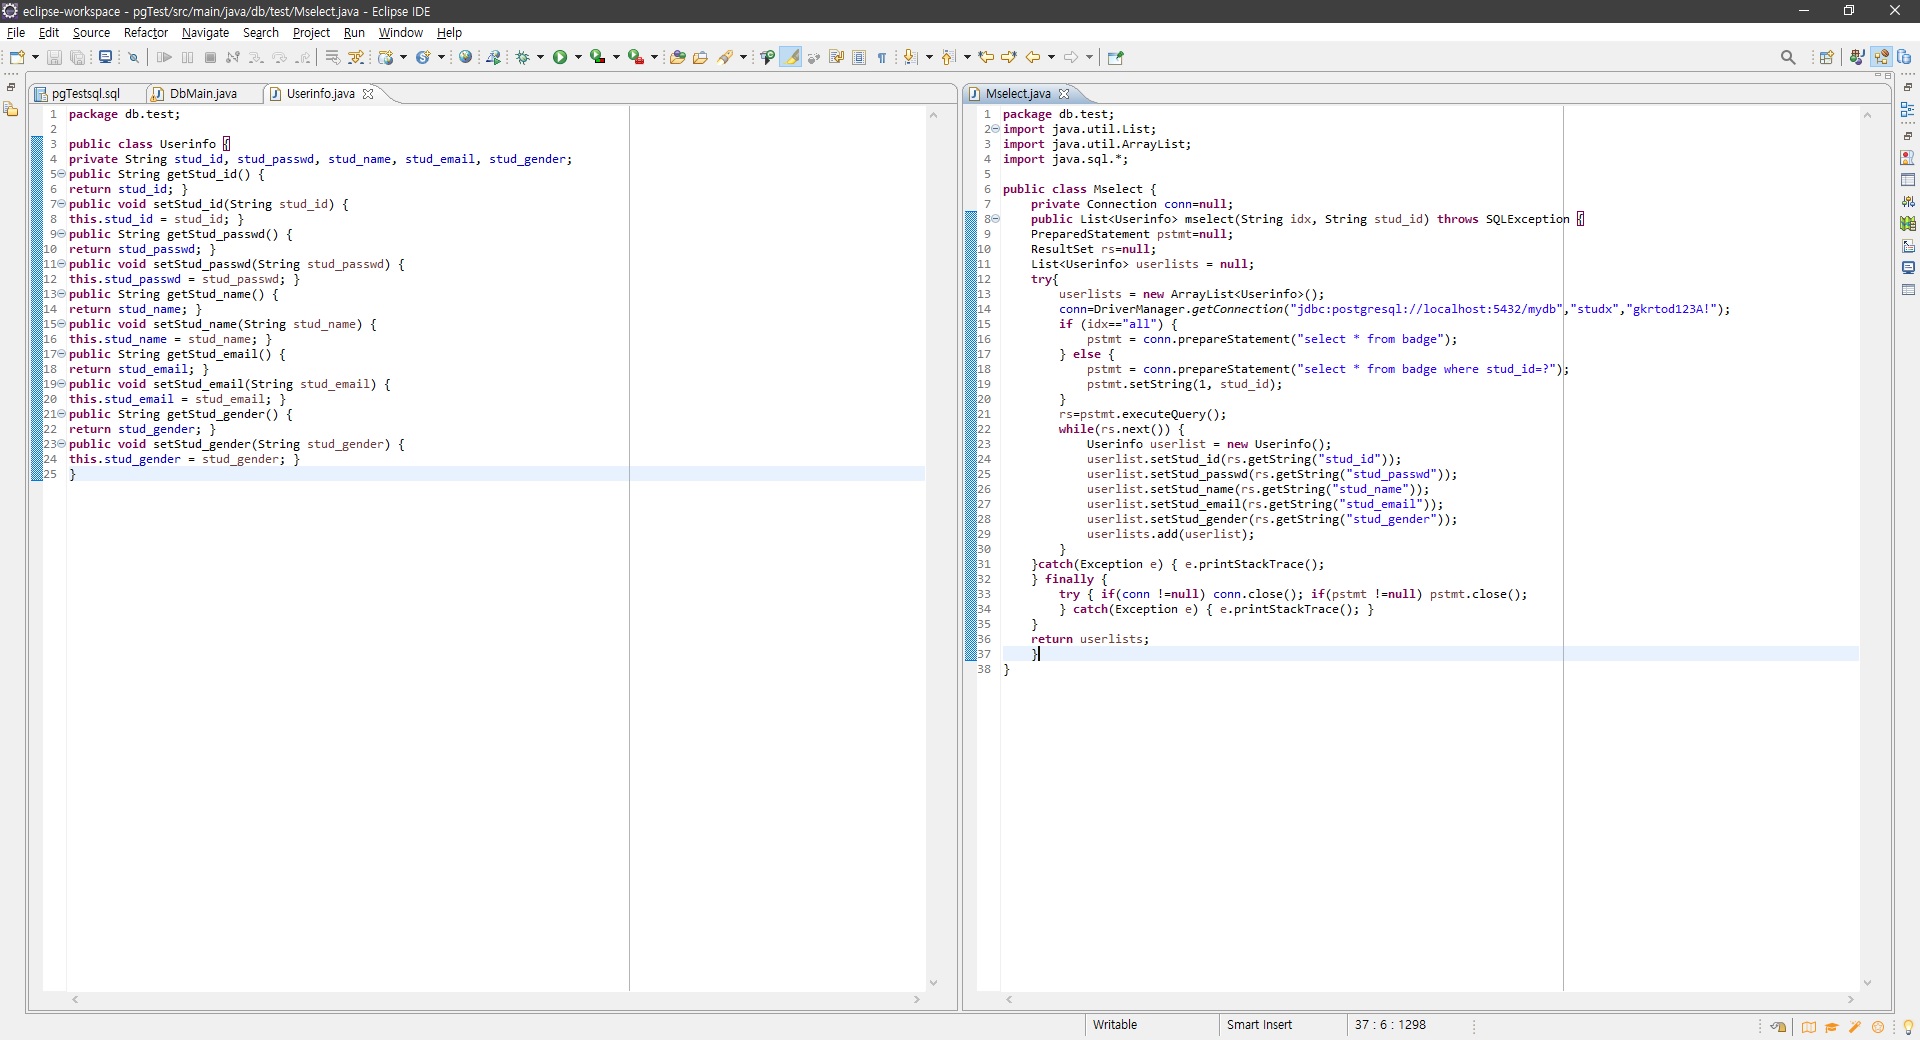 eclipse-workspace - pgTest/src/main/java/db/test/Mselect.java - Eclipse IDE
File Edit Source Refactor Navigate Search Project Run Window Help
pgTestsql.sql DbMain.java Userinfo.java
1 package db.test;
2
3 public class Userinfo {
4 private String stud_id, stud_passwd, stud_name, stud_email, stud_gender;
5 public String getStud_id() {
6 return stud_id; }
7 public void setStud_id(String stud_id) {
8 this.stud_id = stud_id; }
9 public String getStud_passwd() {
10 return stud_passwd; }
11 public void setStud_passwd(String stud_passwd) {
12 this.stud_passwd = stud_passwd; }
13 public String getStud_name() {
14 return stud_name; }
15 public void setStud_name(String stud_name) {
16 this.stud_name = stud_name; }
17 public String getStud_email() {
18 return stud_email; }
19 public void setStud_email(String stud_email) {
20 this.stud_email = stud_email; }
21 public String getStud_gender() {
22 return stud_gender; }
23 public void setStud_gender(String stud_gender) {
24 this.stud_gender = stud_gender; }
25 }
Mselect.java
1 package db.test;
2 import java.util.List;
3 import java.util.ArrayList;
4 import java.sql.*;
5
6 public class Mselect {
7 private Connection conn=null;
8 public List<Userinfo> mselect(String idx, String stud_id) throws SQLException {
9 PreparedStatement pstmt=null;
10 ResultSet rs=null;
11 List<Userinfo> userlists = null;
12 try{
13 userlists = new ArrayList<Userinfo>();
14 conn=DriverManager.getConnection("jdbc:postgresql://localhost:5432/mydb","studx","gkrtod123A!");
15 if (idx=="all") {
16 pstmt = conn.prepareStatement("select * from badge");
17 } else {
18 pstmt = conn.prepareStatement("select * from badge where stud_id=?");
19 pstmt.setString(1, stud_id);
20 }
21 rs=pstmt.executeQuery();
22 while(rs.next()) {
23 Userinfo userlist = new Userinfo();
24 userlist.setStud_id(rs.getString("stud_id"));
25 userlist.setStud_passwd(rs.getString("stud_passwd"));
26 userlist.setStud_name(rs.getString("stud_name"));
27 userlist.setStud_email(rs.getString("stud_email"));
28 userlist.setStud_gender(rs.getString("stud_gender"));
29 userlists.add(userlist);
30 }
31 }catch(Exception e) { e.printStackTrace();
32 } finally {
33 try { if(conn !=null) conn.close(); if(pstmt !=null) pstmt.close();
34 } catch(Exception e) { e.printStackTrace(); }
35 }
36 return userlists;
37 }
38 }
Writable Smart Insert 37 : 6 : 1298